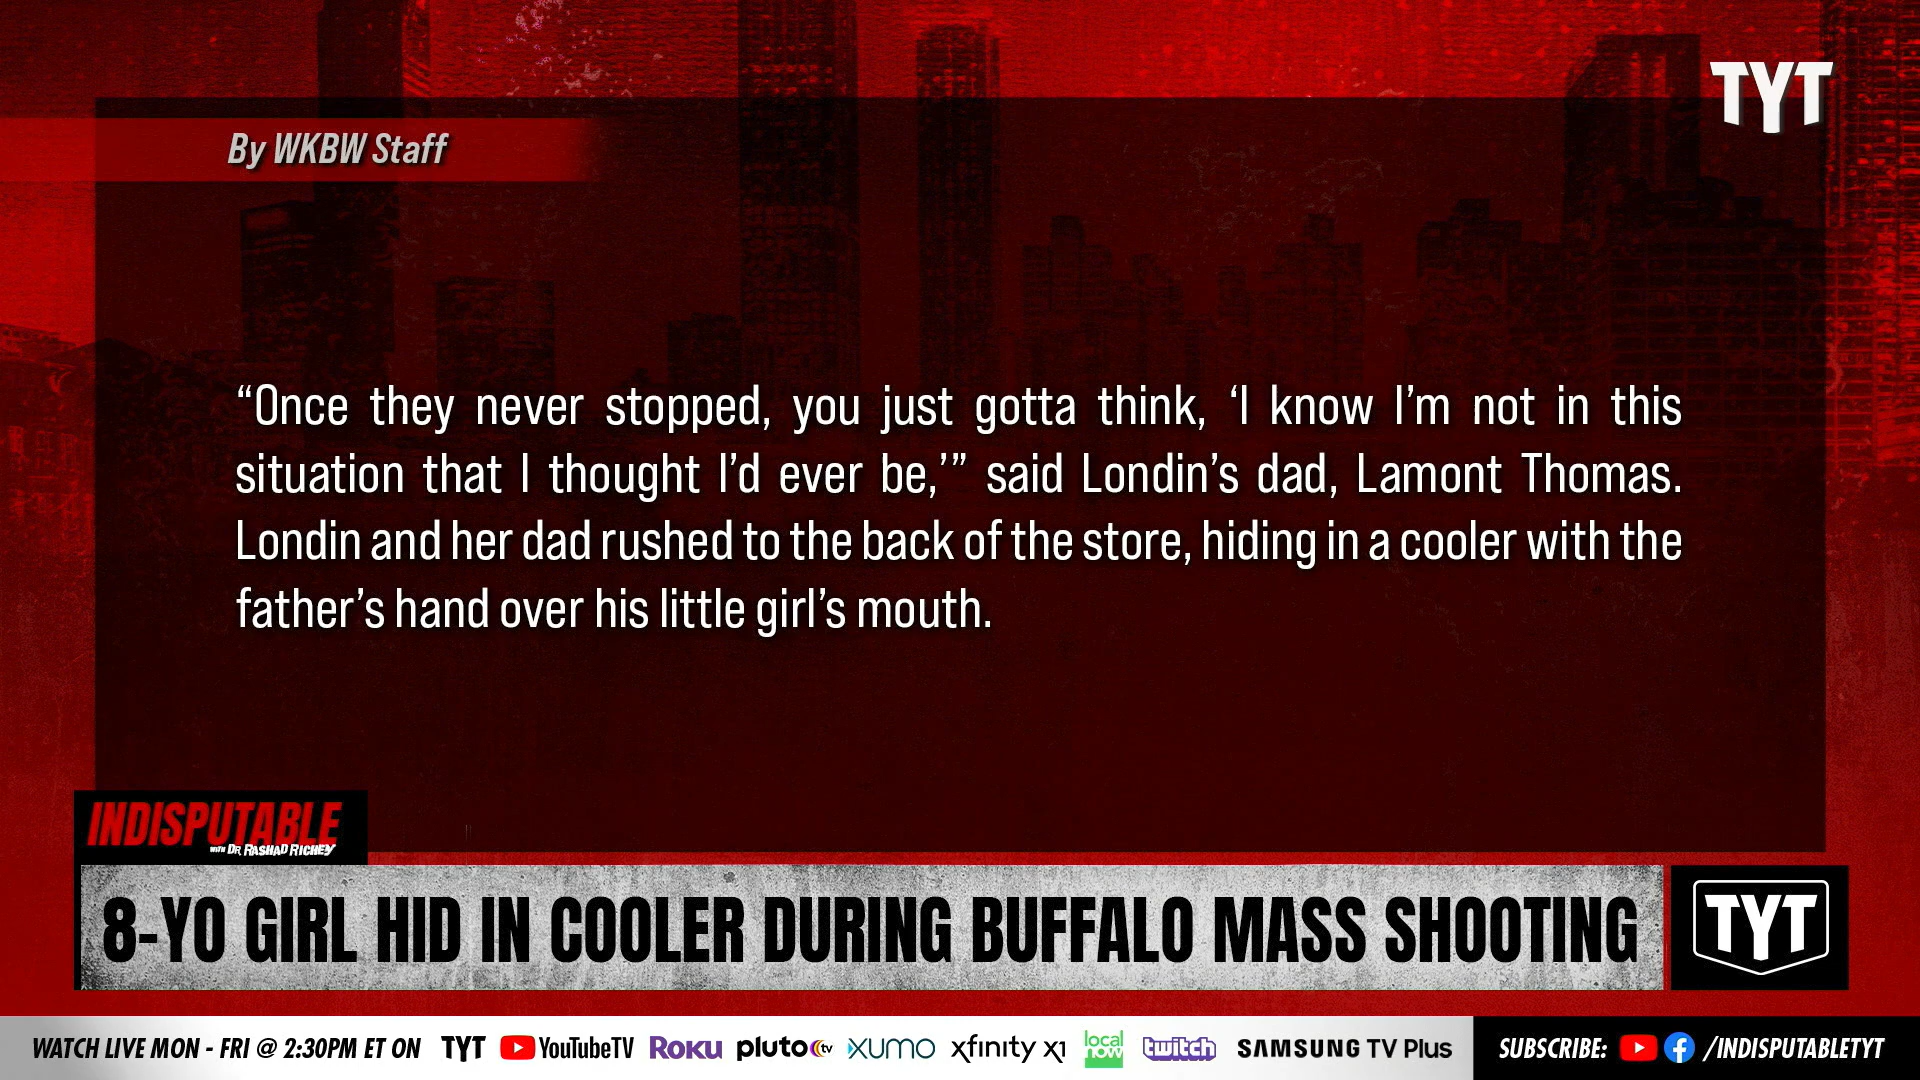 TYT
By WKBW Staff
“Once they never stopped, you just gotta think, ‘I know I’m not in this
situation that I thought I’d ever be,’” said Londin’s dad, Lamont Thomas.
Londin and her dad rushed to the back of the store, hiding in a cooler with the
father’s hand over his little girl’s mouth.
INDISPUTABLE
WITH DR RASHAD RICHEY
8-YO GIRL HID IN COOLER DURING BUFFALO MASS SHOOTING
TYT
WATCH LIVE MON - FRI @ 2:30PM ET ON TYT YouTubeTV ROKU pluto tv XUMO xfinity x1 local now twitch SAMSUNG TV Plus SUBSCRIBE: /INDISPUTABLETYT